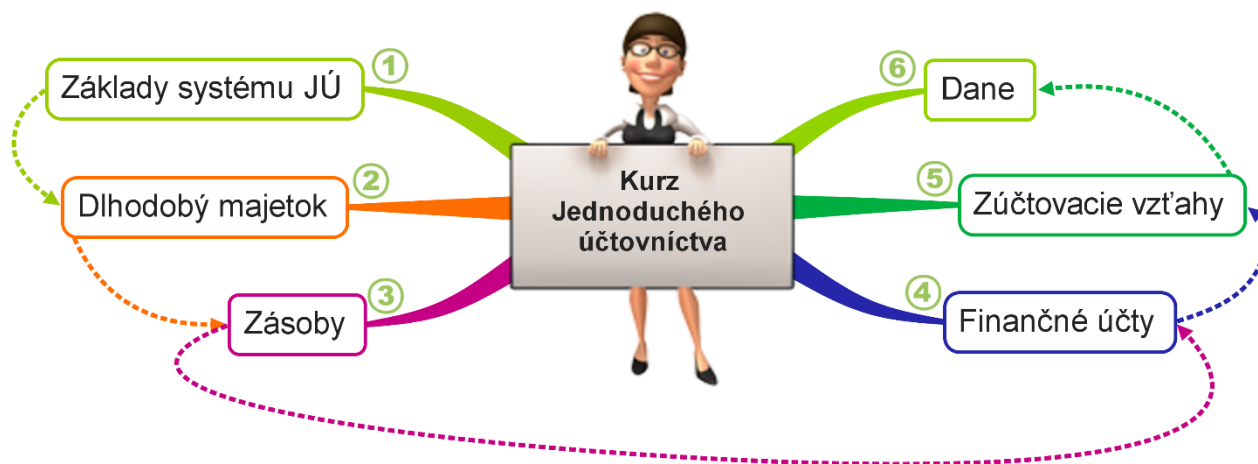 ① Základy systému JÚ
② Dlhodobý majetok
③ Zásoby
Kurz
Jednoduchého
účtovníctva
④ Finančné účty
⑤ Zúčtovacie vzťahy
⑥ Dane